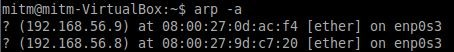 mitm@mitm-VirtualBox:~$ arp -a
? (192.168.56.9) at 08:00:27:0d:ac:f4 [ether] on enp0s3
? (192.168.56.8) at 08:00:27:9d:c7:20 [ether] on enp0s3